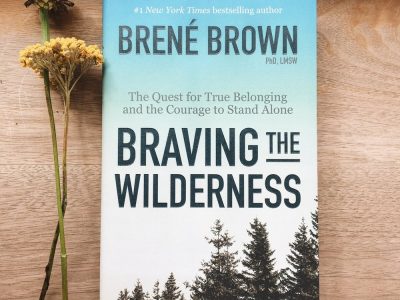 #1 New York Times bestselling author
BRENÉ BROWN
PhD, LMSW
The Quest for True Belonging
and the Courage to Stand Alone
BRAVING THE
WILDERNESS